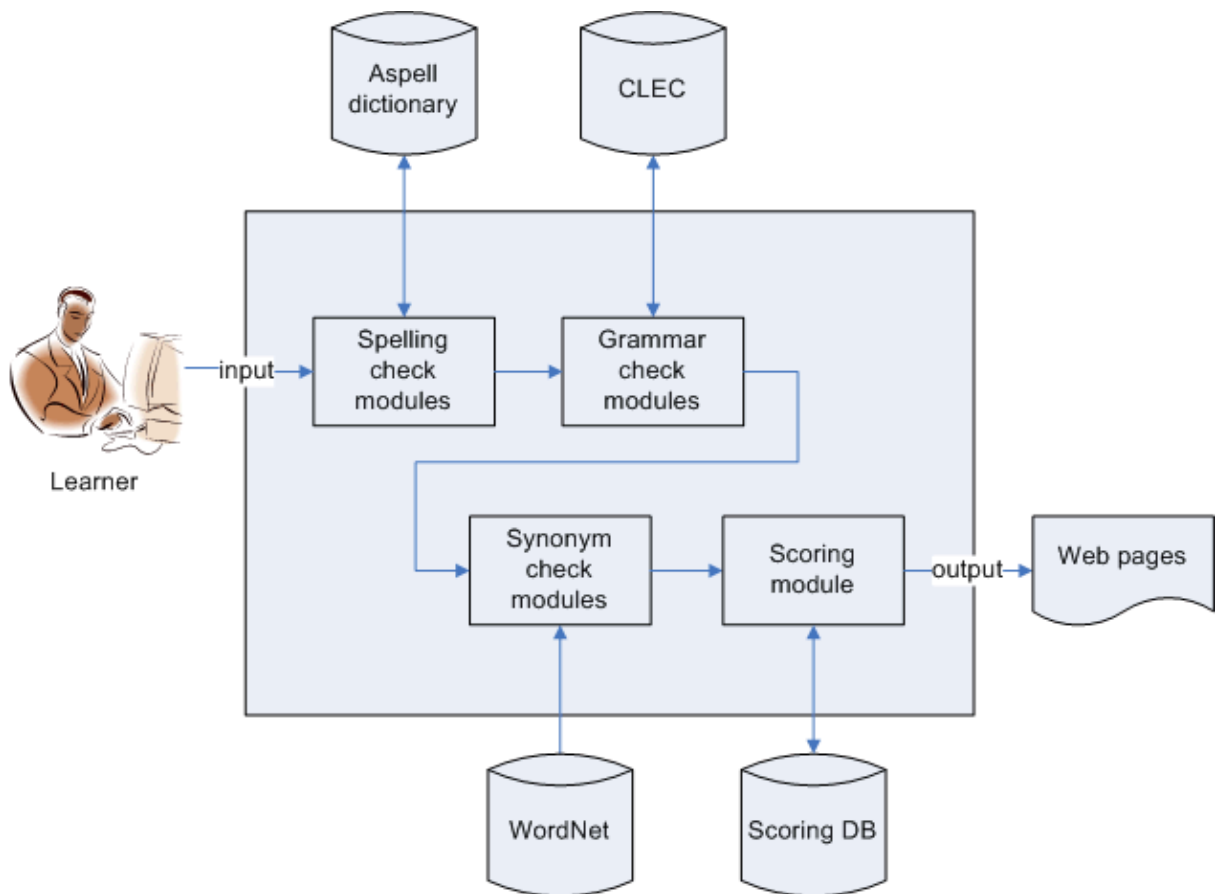 Aspell
dictionary
CLEC
input
Spelling
check
modules
Grammar
check
modules
Learner
Synonym
check
modules
Scoring
module
output
Web pages
WordNet
Scoring DB